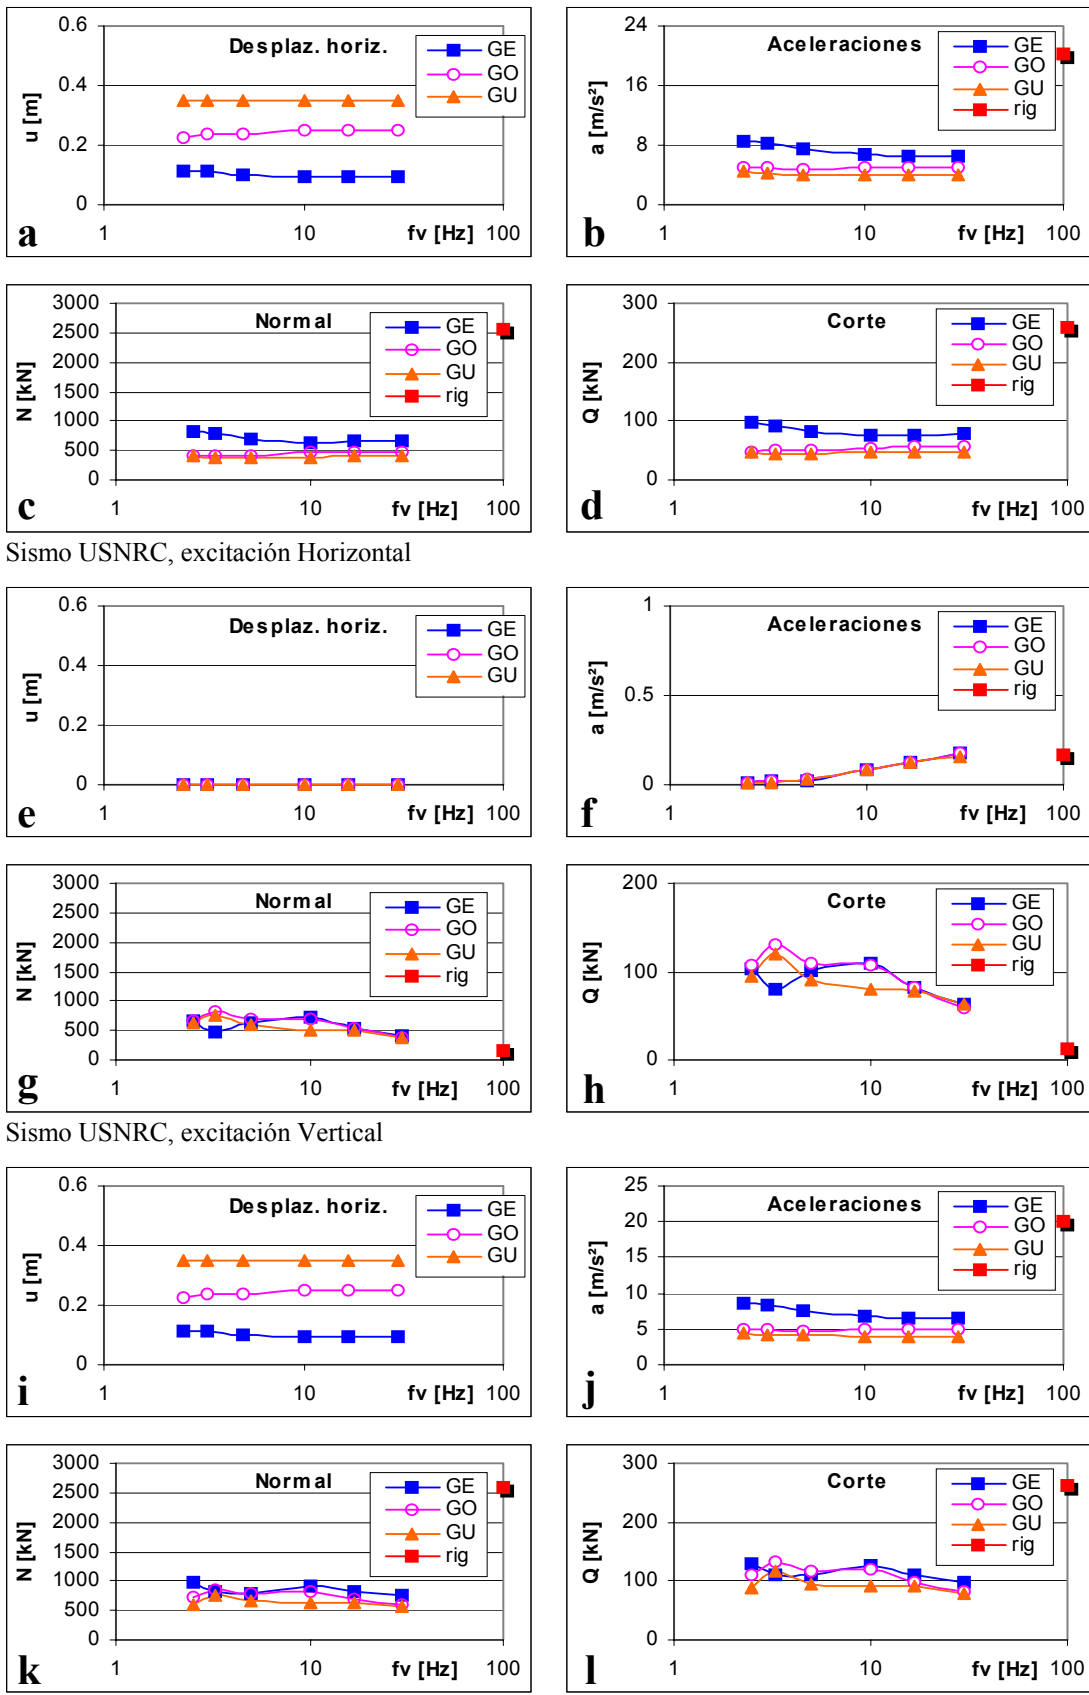 Desplaz. horiz.
u [m]
0.6
0.4
0.2
0
1
10
fv [Hz]
100
GE
GO
GU
a
Aceleraciones
a [m/s²]
24
16
8
0
1
10
fv [Hz]
100
GE
GO
GU
rig
b
Normal
N [kN]
3000
2500
2000
1500
1000
500
0
1
10
fv [Hz]
100
GE
GO
GU
rig
c
Corte
Q [kN]
300
200
100
0
1
10
fv [Hz]
100
GE
GO
GU
rig
d
Sismo USNRC, excitación Horizontal
Desplaz. horiz.
u [m]
0.6
0.4
0.2
0
1
10
fv [Hz]
100
GE
GO
GU
e
Aceleraciones
a [m/s²]
1
0.5
0
1
10
fv [Hz]
100
GE
GO
GU
rig
f
Normal
N [kN]
3000
2500
2000
1500
1000
500
0
1
10
fv [Hz]
100
GE
GO
GU
rig
g
Corte
Q [kN]
200
100
0
1
10
fv [Hz]
100
GE
GO
GU
rig
h
Sismo USNRC, excitación Vertical
Desplaz. horiz.
u [m]
0.6
0.4
0.2
0
1
10
fv [Hz]
100
GE
GO
GU
i
Aceleraciones
a [m/s²]
25
20
15
10
5
0
1
10
fv [Hz]
100
GE
GO
GU
rig
j
Normal
N [kN]
3000
2500
2000
1500
1000
500
0
1
10
fv [Hz]
100
GE
GO
GU
rig
k
Corte
Q [kN]
300
200
100
0
1
10
fv [Hz]
100
GE
GO
GU
rig
l